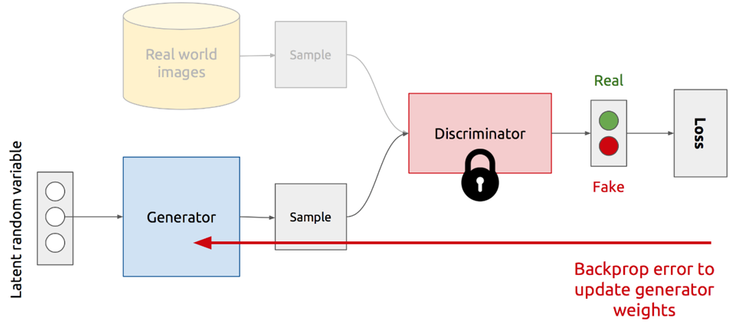 Real world
images
Sample
Real
Discriminator
Loss
Fake
Latent random variable
Generator
Sample
Backprop error to
update generator
weights